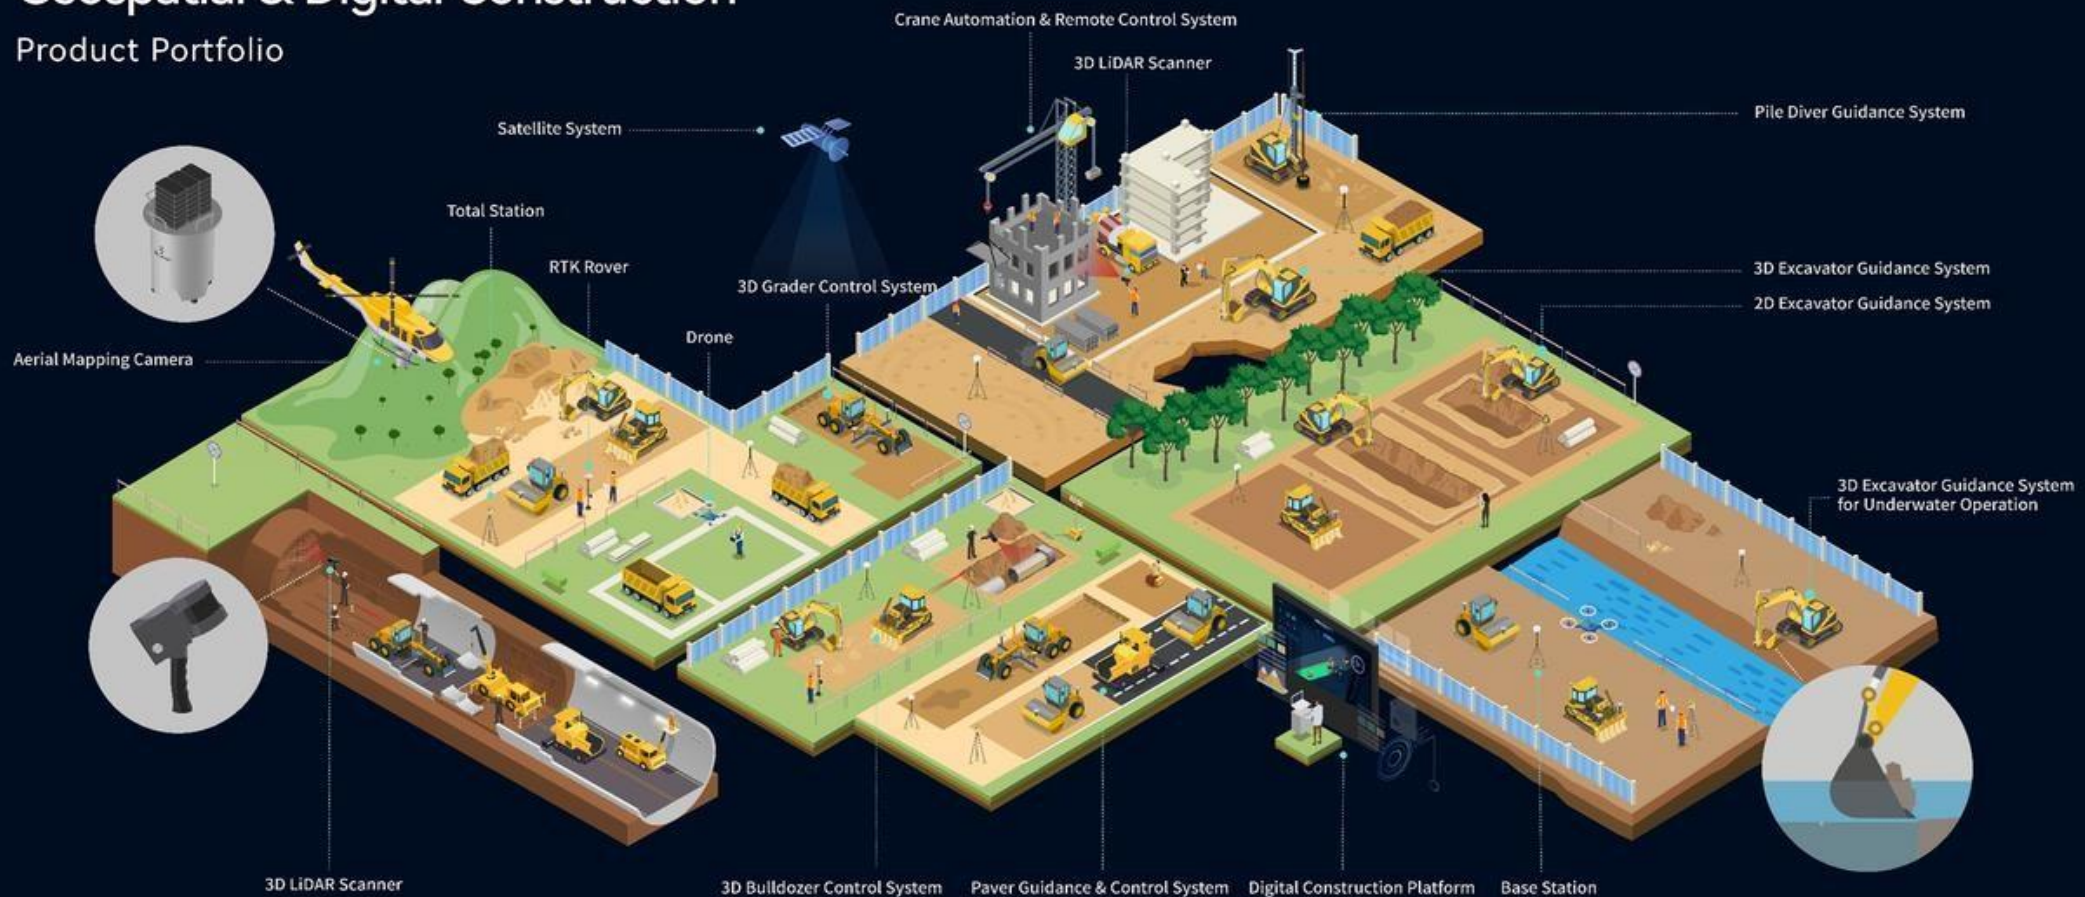 Geospatial & Digital Construction
Product Portfolio
Crane Automation & Remote Control System
3D LiDAR Scanner
Pile Diver Guidance System
Satellite System
Total Station
RTK Rover
3D Grader Control System
3D Excavator Guidance System
2D Excavator Guidance System
Drone
Aerial Mapping Camera
3D Excavator Guidance System
for Underwater Operation
3D LiDAR Scanner
3D Bulldozer Control System
Paver Guidance & Control System
Digital Construction Platform
Base Station